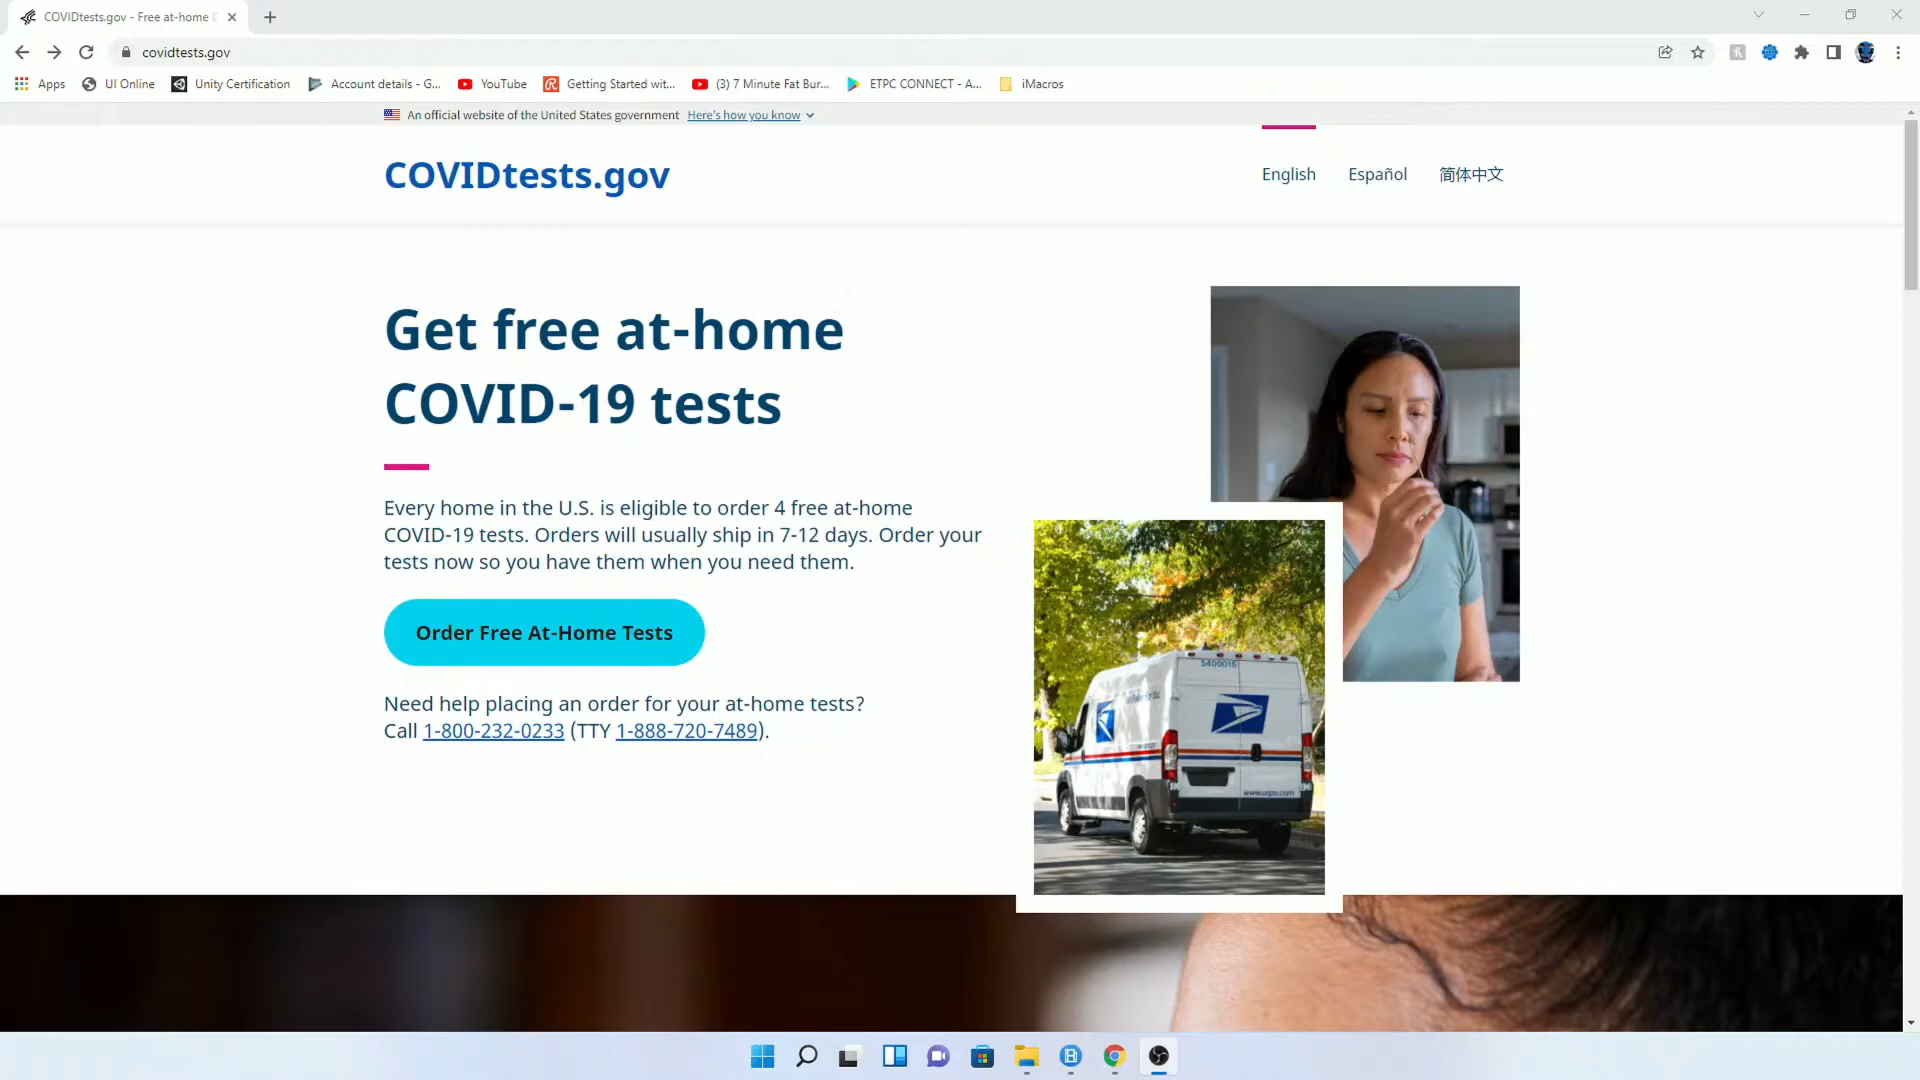 COVIDtests.gov - Free at-home
covidtests.gov
Apps
UI Online
Unity Certification
Account details - G...
YouTube
Getting Started wit...
(3) 7 Minute Fat Bur...
ETPC CONNECT - A...
iMacros
An official website of the United States government Here's how you know
COVIDtests.gov
English Español 简体中文
Get free at-home
COVID-19 tests
Every home in the U.S. is eligible to order 4 free at-home
COVID-19 tests. Orders will usually ship in 7-12 days. Order your
tests now so you have them when you need them.
Order Free At-Home Tests
Need help placing an order for your at-home tests?
Call 1-800-232-0233 (TTY 1-888-720-7489).
5400015
www.usps.com